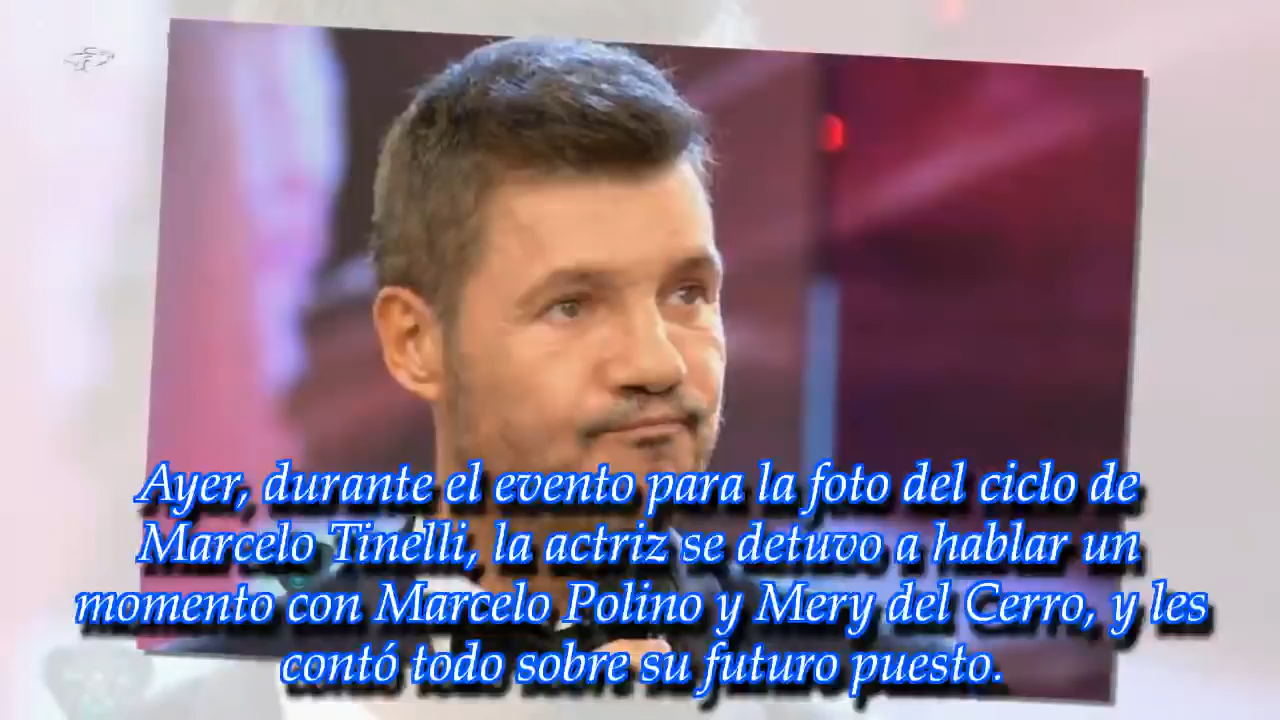 Ayer, durante el evento para la foto del ciclo de
Marcelo Tinelli, la actriz se detuvo a hablar un
momento con Marcelo Polino y Mery del Cerro, y les
contó todo sobre su futuro puesto.